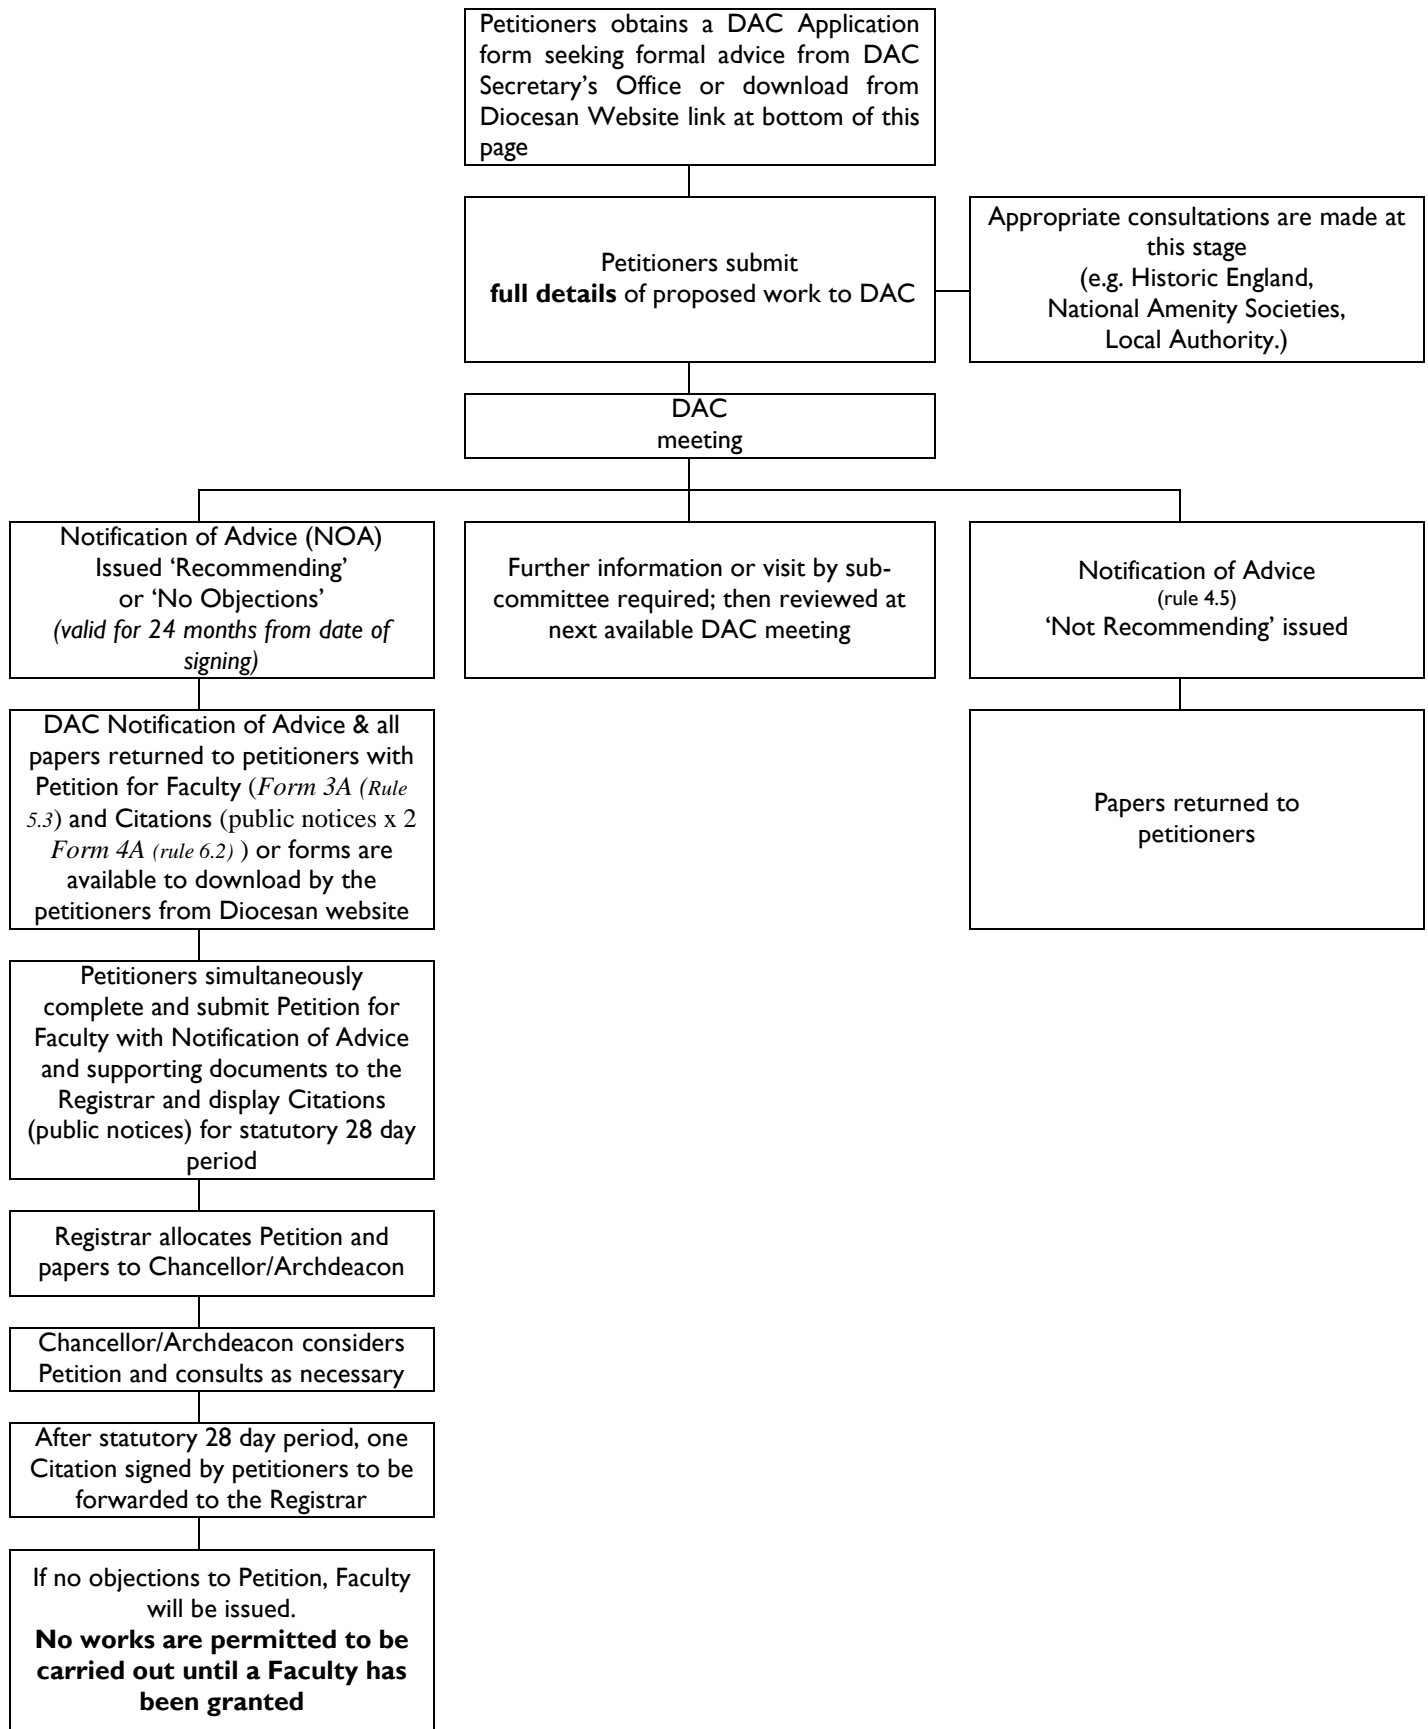 Petitioners obtains a DAC Application
form seeking formal advice from DAC
Secretary's Office or download from
Diocesan Website link at bottom of this
page
Petitioners submit
full details of proposed work to DAC
Appropriate consultations are made at
this stage
(e.g. Historic England,
National Amenity Societies,
Local Authority.)
DAC
meeting
Notification of Advice (NOA)
Issued ‘Recommending’
or ‘No Objections’
(valid for 24 months from date of
signing)
Further information or visit by sub-
committee required; then reviewed at
next available DAC meeting
Notification of Advice
(rule 4.5)
‘Not Recommending’ issued
DAC Notification of Advice & all
papers returned to petitioners with
Petition for Faculty (Form 3A (Rule
5.3) and Citations (public notices x 2
Form 4A (rule 6.2) ) or forms are
available to download by the
petitioners from Diocesan website
Papers returned to
petitioners
Petitioners simultaneously
complete and submit Petition for
Faculty with Notification of Advice
and supporting documents to the
Registrar and display Citations
(public notices) for statutory 28 day
period
Registrar allocates Petition and
papers to Chancellor/Archdeacon
Chancellor/Archdeacon considers
Petition and consults as necessary
After statutory 28 day period, one
Citation signed by petitioners to be
forwarded to the Registrar
If no objections to Petition, Faculty
will be issued.
No works are permitted to be
carried out until a Faculty has
been granted